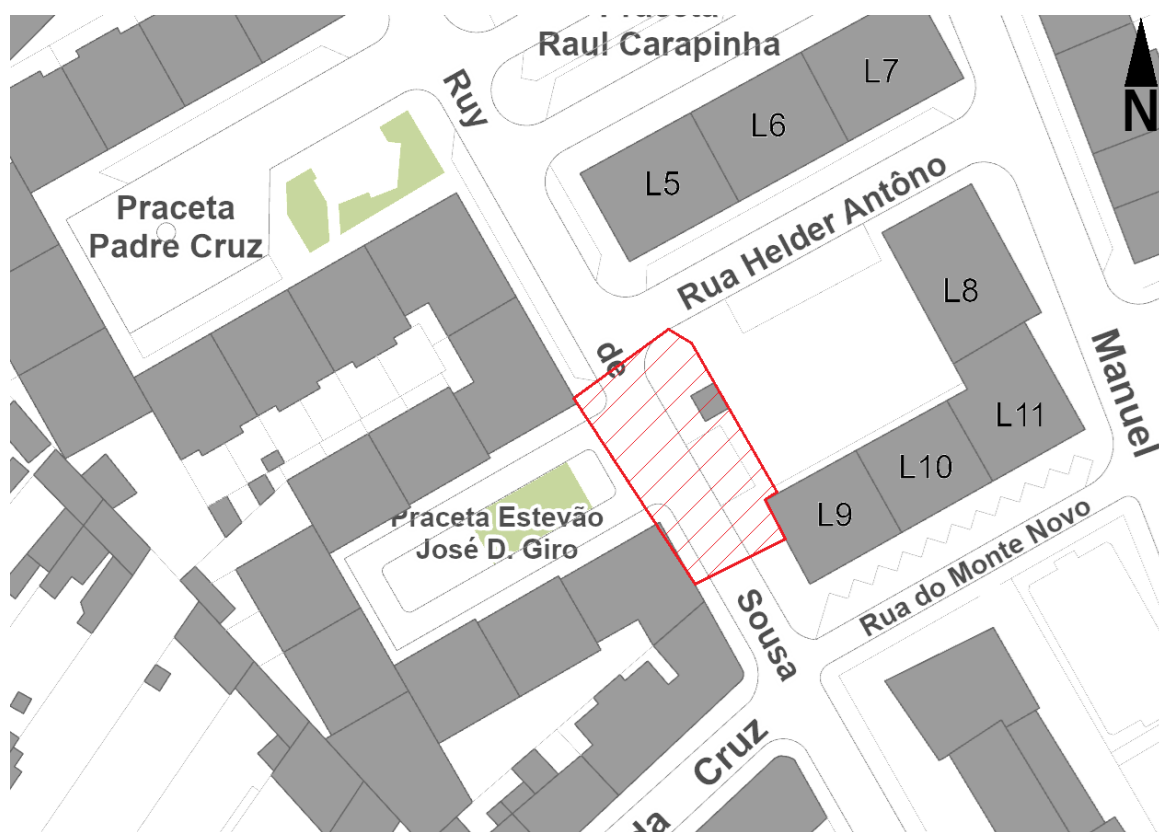 Raul Carapinha
L7
L6
L5
N
Ruy
Praceta
Padre Cruz
Rua Helder Antôno
L8
de
Manuel
L11
L10
L9
Praceta Estevão
José D. Giro
Rua do Monte Novo
Sousa
Cruz
da